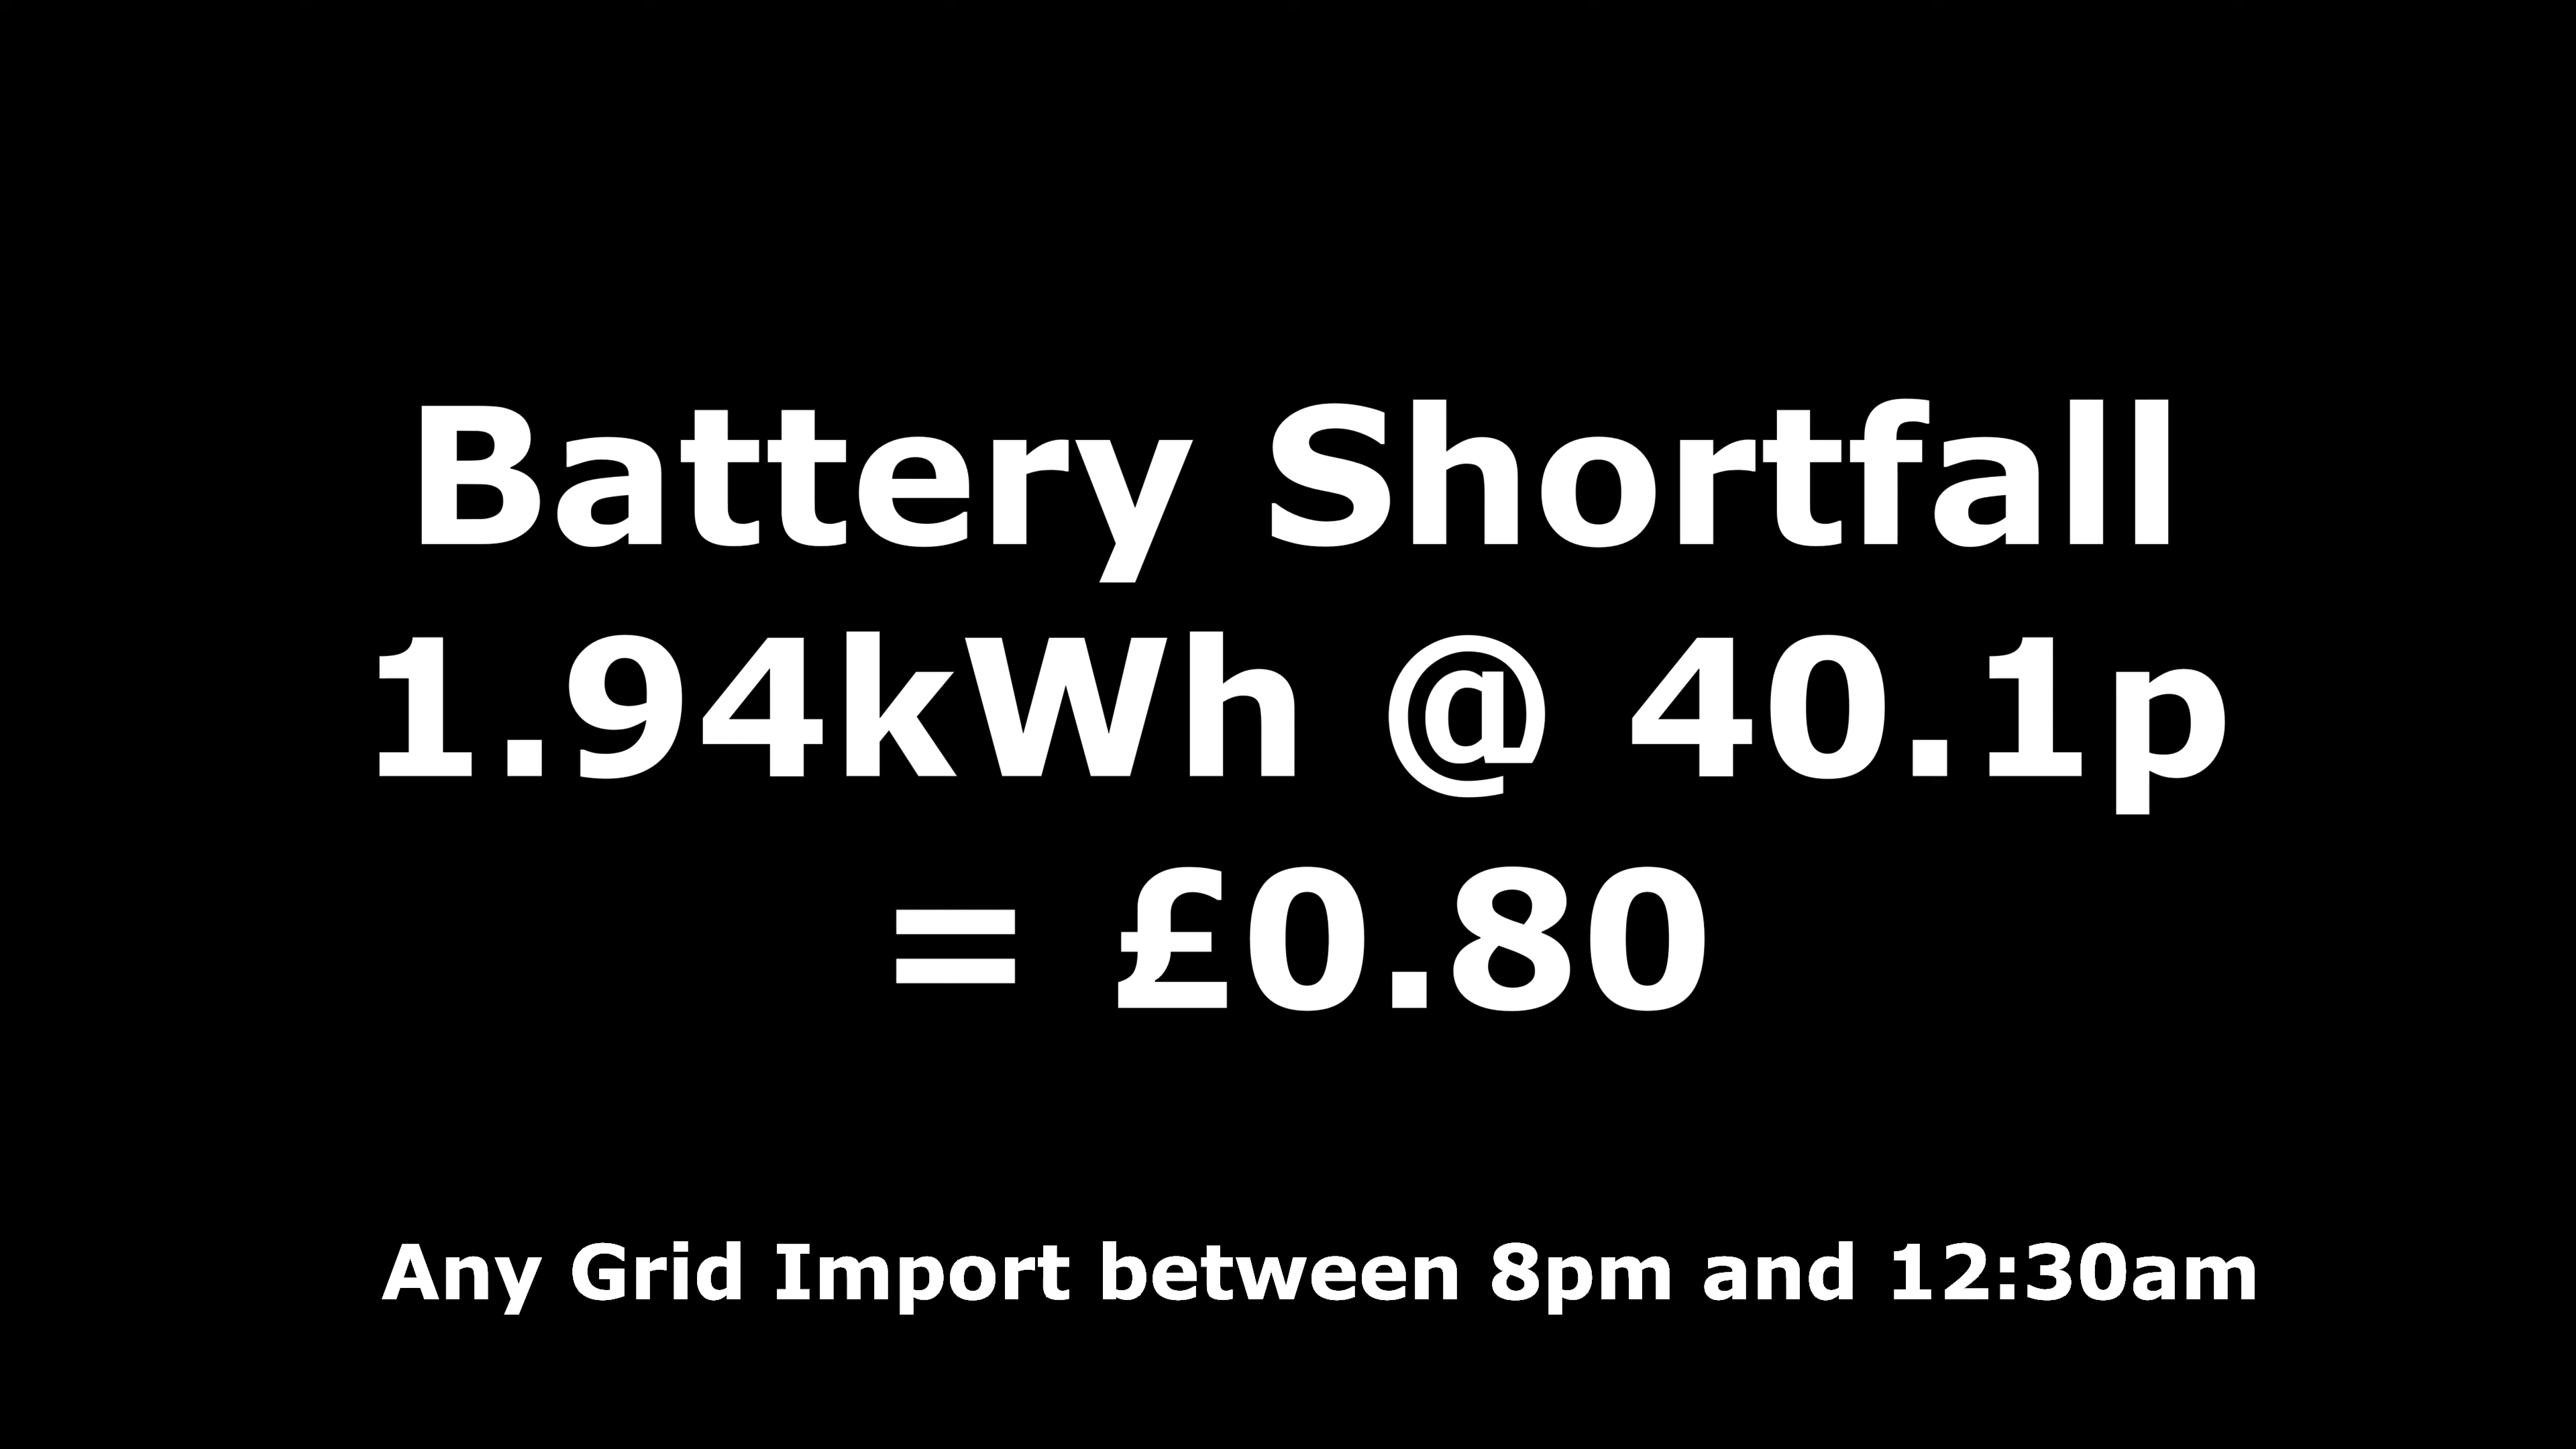 Battery Shortfall
1.94kWh @ 40.1p
= £0.80
Any Grid Import between 8pm and 12:30am